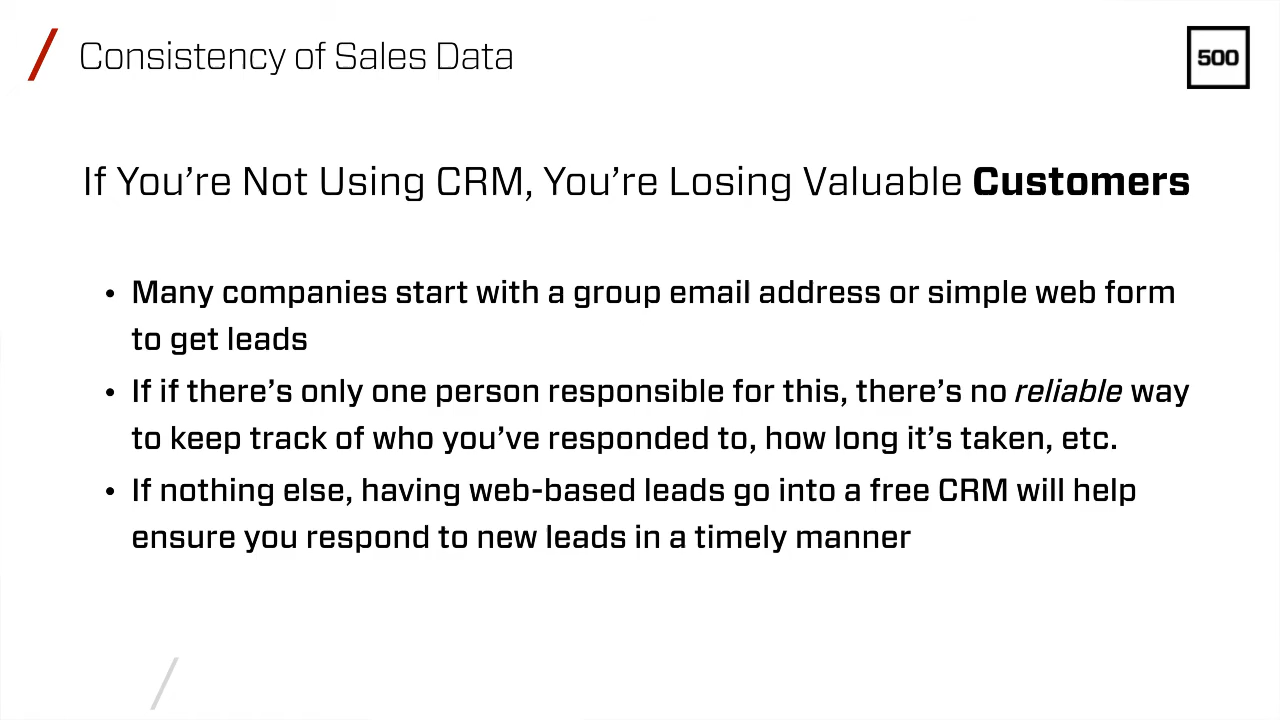 Consistency of Sales Data
500
If You're Not Using CRM, You're Losing Valuable Customers
• Many companies start with a group email address or simple web form
to get leads
• If if there's only one person responsible for this, there's no reliable way
to keep track of who you've responded to, how long it's taken, etc.
• If nothing else, having web-based leads go into a free CRM will help
ensure you respond to new leads in a timely manner